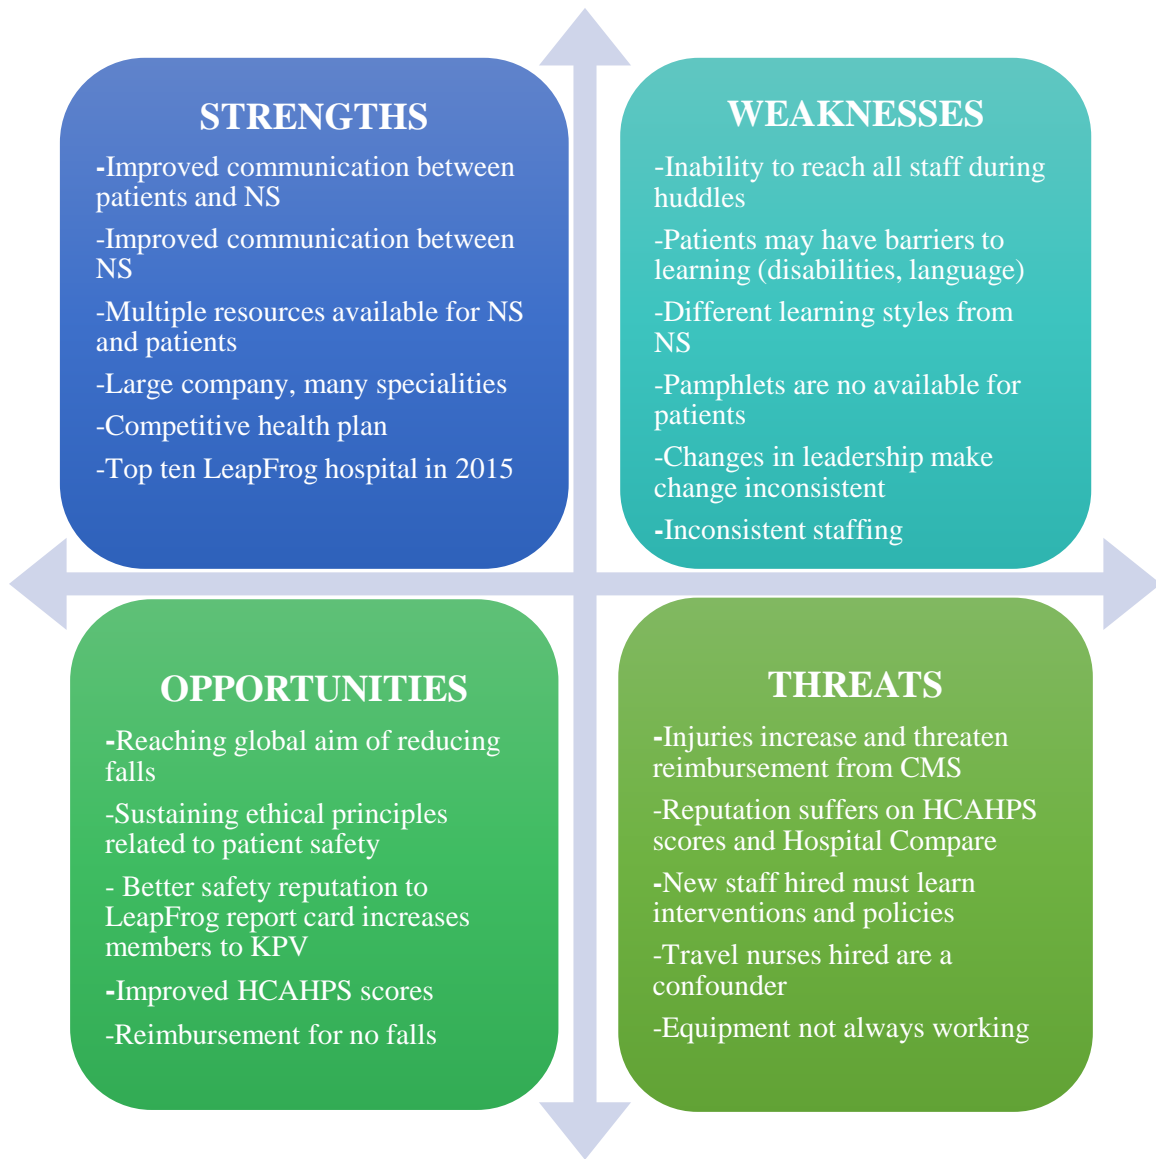 STRENGTHS
-Improved communication between
patients and NS
-Improved communication between
NS
-Multiple resources available for NS
and patients
-Large company, many specialities
-Competitive health plan
-Top ten LeapFrog hospital in 2015
WEAKNESSES
-Inability to reach all staff during
huddles
-Patients may have barriers to
learning (disabilities, language)
-Different learning styles from
NS
-Pamphlets are no available for
patients
-Changes in leadership make
change inconsistent
-Inconsistent staffing
OPPORTUNITIES
-Reaching global aim of reducing
falls
-Sustaining ethical principles
related to patient safety
- Better safety reputation to
LeapFrog report card increases
members to KPV
-Improved HCAHPS scores
-Reimbursement for no falls
THREATS
-Injuries increase and threaten
reimbursement from CMS
-Reputation suffers on HCAHPS
scores and Hospital Compare
-New staff hired must learn
interventions and policies
-Travel nurses hired are a
confounder
-Equipment not always working